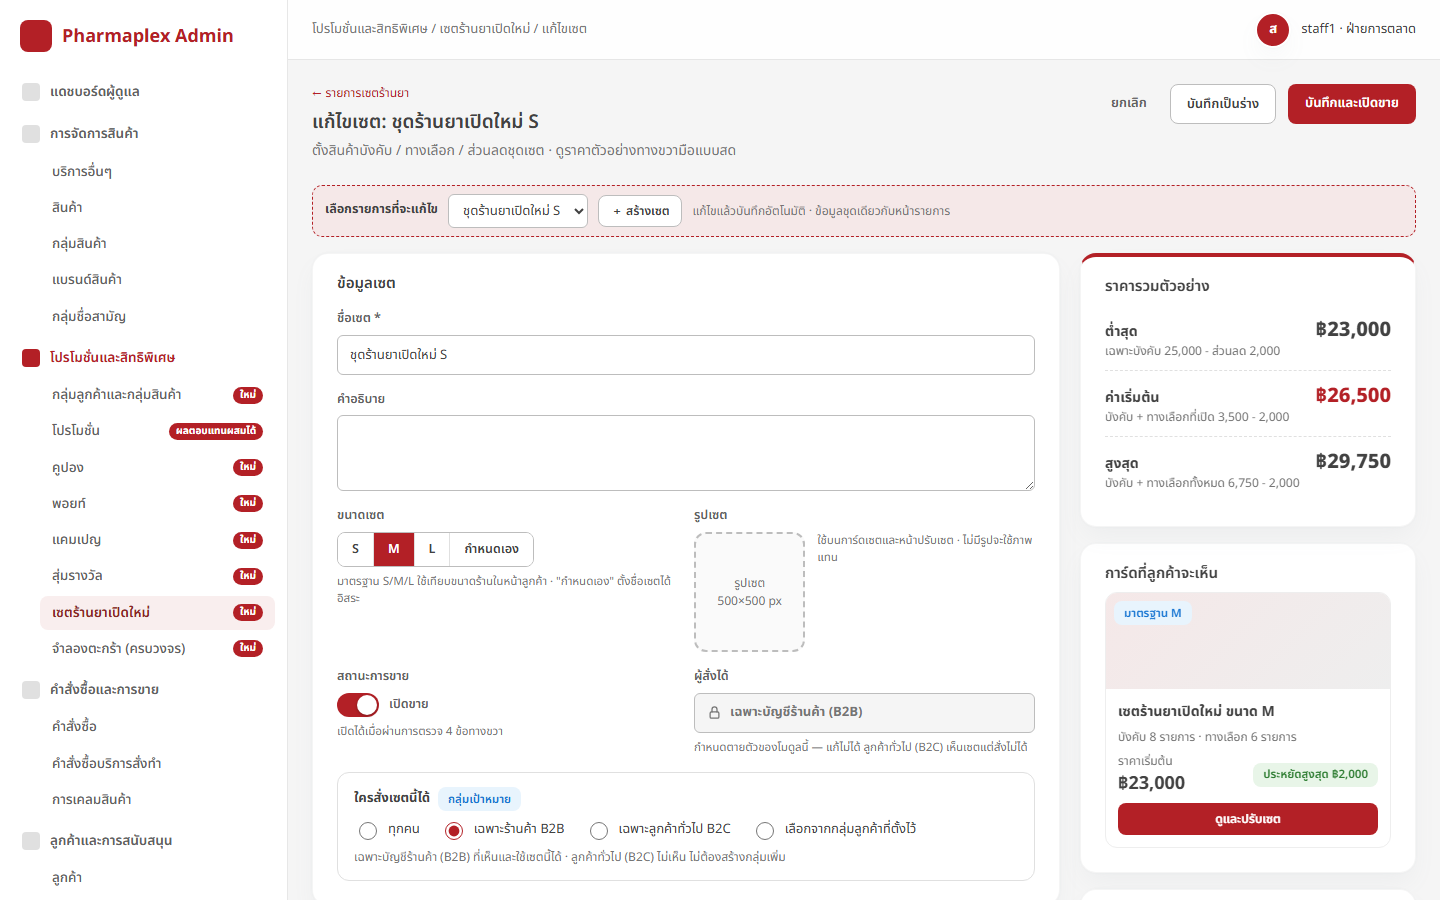 Pharmaplex Admin
แดชบอร์ดผู้ดูแล
การจัดการสินค้า
บริการอื่นๆ
สินค้า
กลุ่มสินค้า
แบรนด์สินค้า
กลุ่มชื่อสามัญ
โปรโมชั่นและสิทธิพิเศษ
กลุ่มลูกค้าและกลุ่มสินค้า ใหม่
โปรโมชั่น ผลตอบแทนผสมได้
คูปอง ใหม่
พอยท์ ใหม่
แคมเปญ ใหม่
สุ่มรางวัล ใหม่
เซตร้านยาเปิดใหม่ ใหม่
จำลองตะกร้า (ครบวงจร) ใหม่
คำสั่งซื้อและการขาย
คำสั่งซื้อ
คำสั่งซื้อบริการสั่งทำ
การเคลมสินค้า
ลูกค้าและการสนับสนุน
ลูกค้า
โปรโมชั่นและสิทธิพิเศษ / เซตร้านยาเปิดใหม่ / แก้ไขเซต
ส staff1 · ฝ่ายการตลาด
← รายการเซตร้านยา
แก้ไขเซต: ชุดร้านยาเปิดใหม่ S
ตั้งสินค้าบังคับ / ทางเลือก / ส่วนลดชุดเซต · ดูราคาตัวอย่างทางขวามือแบบสด
ยกเลิก บันทึกเป็นร่าง บันทึกและเปิดขาย
เลือกรายการที่จะแก้ไข ชุดร้านยาเปิดใหม่ S + สร้างเซต แก้ไขแล้วบันทึกอัตโนมัติ · ข้อมูลชุดเดียวกับหน้ารายการ
ข้อมูลเซต
ชื่อเซต *
ชุดร้านยาเปิดใหม่ S
คำอธิบาย
ขนาดเซต
S M L กำหนดเอง
มาตรฐาน S/M/L ใช้เทียบขนาดร้านในหน้าลูกค้า · "กำหนดเอง" ตั้งชื่อเซตได้
อิสระ
รูปเซต
รูปเซต
500×500 px
ใช้บนการ์ดเซตและหน้าปรับเซต · ไม่มีรูปจะใช้ภาพ
แทน
สถานะการขาย
เปิดขาย
เปิดได้เมื่อผ่านการตรวจ 4 ข้อทางขวา
ผู้สั่งได้
เฉพาะบัญชีร้านค้า (B2B)
กำหนดตายตัวของโมดูลนี้ — แก้ไม่ได้ ลูกค้าทั่วไป (B2C) เห็นเซตแต่สั่งไม่ได้
ใครสั่งเซตนี้ได้ กลุ่มเป้าหมาย
ทุกคน เฉพาะร้านค้า B2B เฉพาะลูกค้าทั่วไป B2C เลือกจากกลุ่มลูกค้าที่ตั้งไว้
เฉพาะบัญชีร้านค้า (B2B) ที่เห็นและใช้เซตนี้ได้ · ลูกค้าทั่วไป (B2C) ไม่เห็น ไม่ต้องสร้างกลุ่มเพิ่ม
ราคารวมตัวอย่าง
ต่ำสุด ฿23,000
เฉพาะบังคับ 25,000 - ส่วนลด 2,000
ค่าเริ่มต้น ฿26,500
บังคับ + ทางเลือกที่เปิด 3,500 - 2,000
สูงสุด ฿29,750
บังคับ + ทางเลือกทั้งหมด 6,750 - 2,000
การ์ดที่ลูกค้าจะเห็น
มาตรฐาน M
เซตร้านยาเปิดใหม่ ขนาด M
บังคับ 8 รายการ · ทางเลือก 6 รายการ
ราคาเริ่มต้น
฿23,000 ประหยัดสูงสุด ฿2,000
ดูและปรับเซต